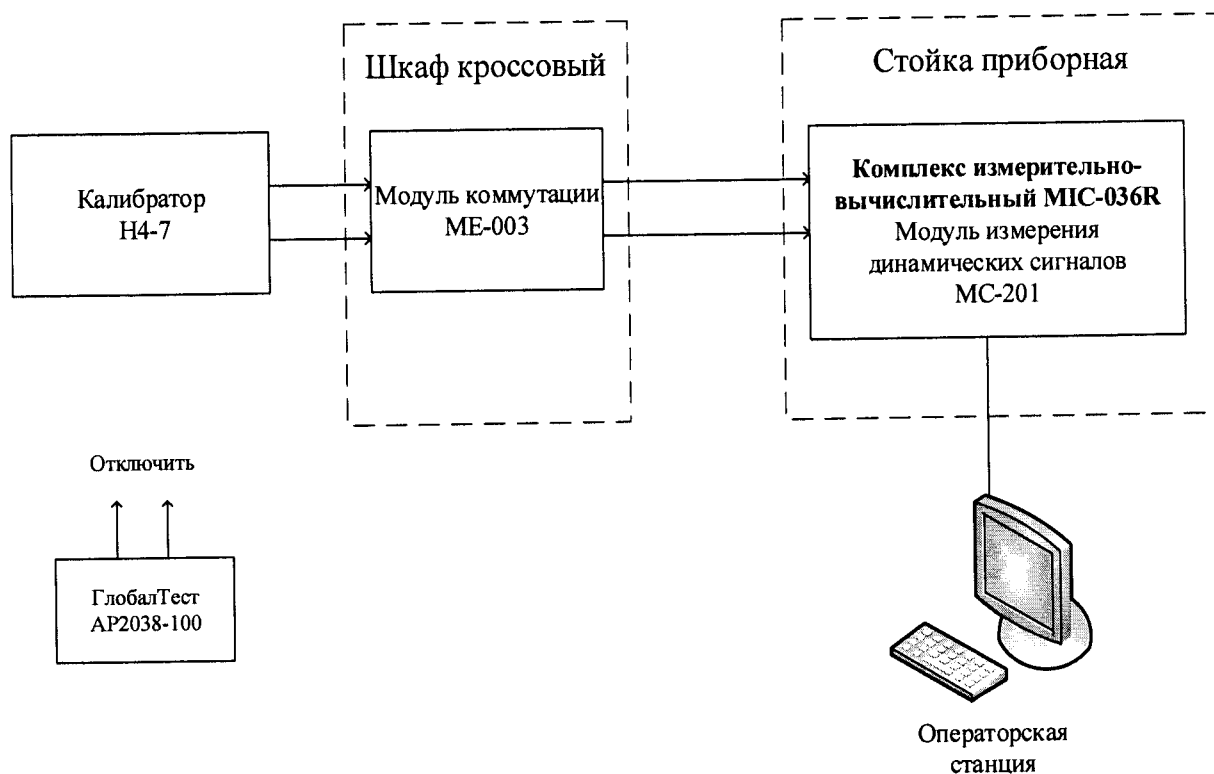 Шкаф кроссовый
Стойка приборная
Калибратор
Н4-7
Модуль коммутации
МЕ-003
Комплекс измерительно-
вычислительный MIC-036R
Модуль измерения
динамических сигналов
МС-201
Отключить
ГлобалТест
АР2038-100
Операторская
станция